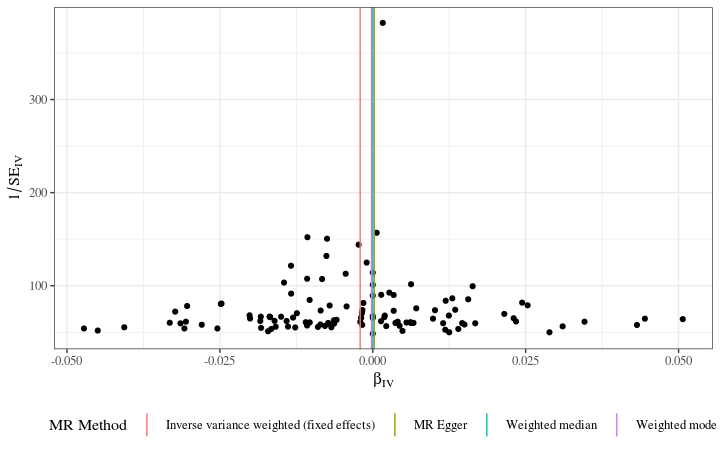 1/SE_IV
300
200
100
-0.050
-0.025
0.000
0.025
0.050
β_IV
MR Method
Inverse variance weighted (fixed effects)
MR Egger
Weighted median
Weighted mode